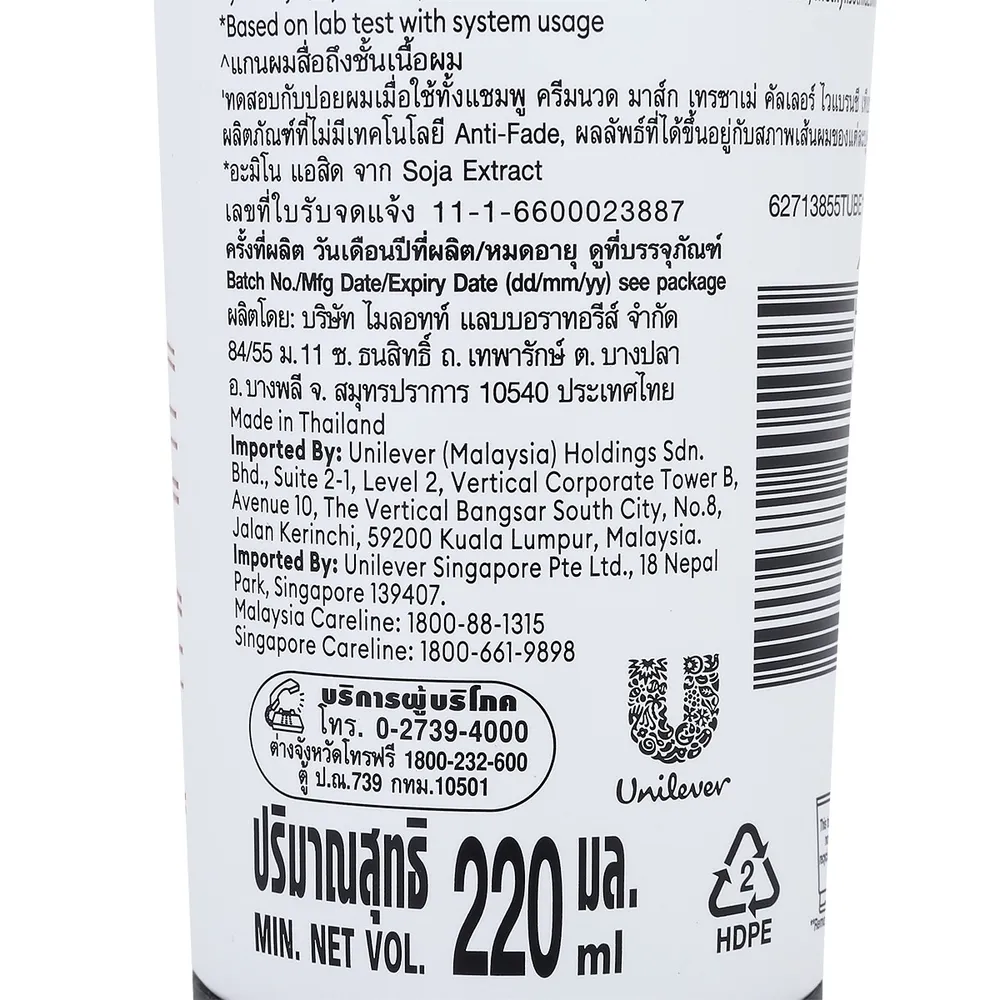 *Based on lab test with system usage
^แกนผมสื่อถึงชั้นเนื้อผม
'ทดสอบกับปอยผมเมื่อใช้ทั้งแชมพู ครีมนวด มาส์ก เทรซาเม่ คัลเลอร์ ไวแบรนซี
ผลิตภัณฑ์ที่ไม่มีเทคโนโลยี Anti-Fade, ผลลัพธ์ที่ได้ขึ้นอยู่กับสภาพเส้นผมของแต่ละ
*อะมิโน แอสิด จาก Soja Extract
เลขที่ใบรับจดแจ้ง 11-1-6600023887
62713855TUBE
ครั้งที่ผลิต วันเดือนปีที่ผลิต/หมดอายุ ดูที่บรรจุภัณฑ์
Batch No./Mfg Date/Expiry Date (dd/mm/yy) see package
ผลิตโดย: บริษัท ไมลอทท์ แลบบอราทอรีส์ จำกัด
84/55 ม.11 ซ. ธนสิทธิ์ ถ. เทพารักษ์ ต. บางปลา
อ. บางพลี จ. สมุทรปราการ 10540 ประเทศไทย
Made in Thailand
Imported By: Unilever (Malaysia) Holdings Sdn.
Bhd., Suite 2-1, Level 2, Vertical Corporate Tower B,
Avenue 10, The Vertical Bangsar South City, No.8,
Jalan Kerinchi, 59200 Kuala Lumpur, Malaysia.
Imported By: Unilever Singapore Pte Ltd., 18 Nepal
Park, Singapore 139407.
Malaysia Careline: 1800-88-1315
Singapore Careline: 1800-661-9898
บริการผู้บริโภค
โทร. 0-2739-4000
ต่างจังหวัดโทรฟรี 1800-232-600
ตู้ ป.ณ.739 กทม.10501
Unilever
ปริมาณสุทธิ 220 มล.
MIN. NET VOL. ml
2
HDPE